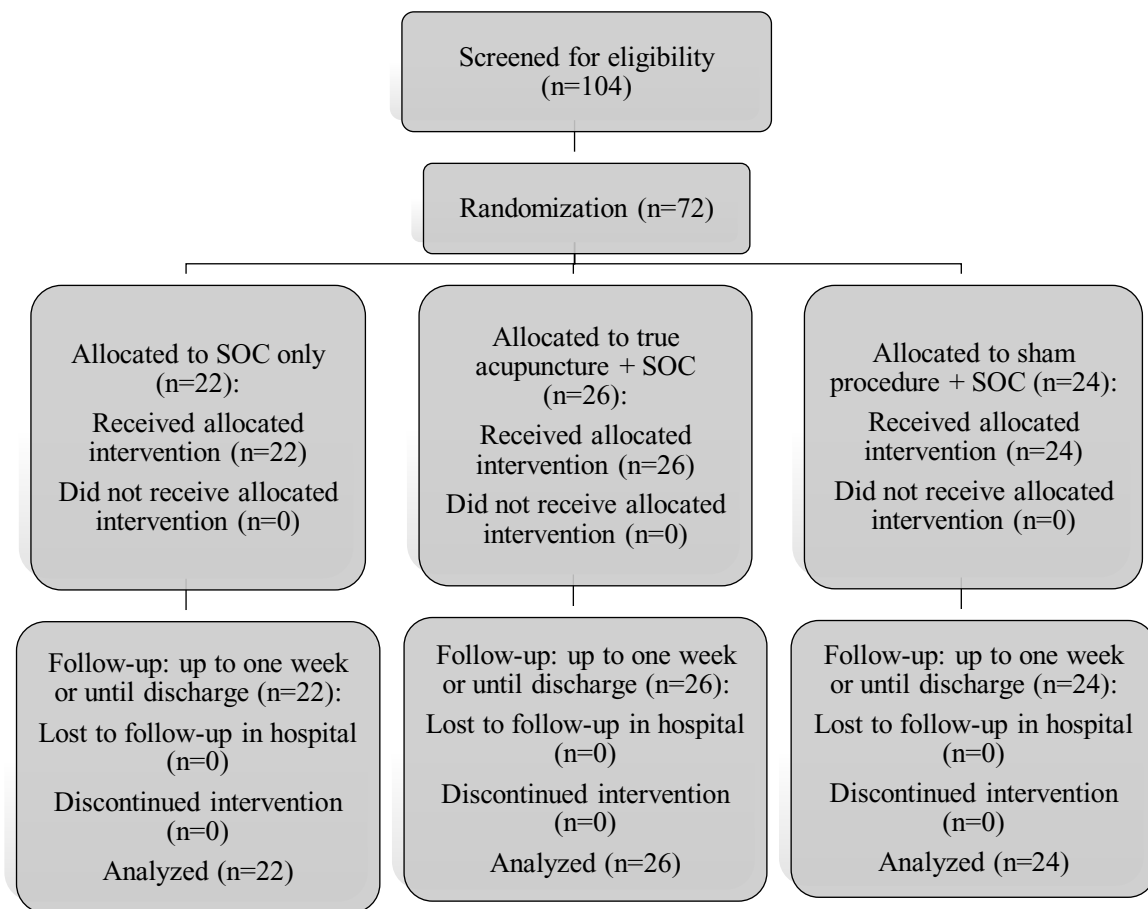 Screened for eligibility
(n=104)
Randomization (n=72)
Allocated to SOC only
(n=22):
Received allocated
intervention (n=22)
Did not receive allocated
intervention (n=0)
Allocated to true
acupuncture + SOC
(n=26):
Received allocated
intervention (n=26)
Did not receive allocated
intervention (n=0)
Allocated to sham
procedure + SOC (n=24):
Received allocated
intervention (n=24)
Did not receive allocated
intervention (n=0)
Follow-up: up to one week
or until discharge (n=22):
Lost to follow-up in hospital
(n=0)
Discontinued intervention
(n=0)
Analyzed (n=22)
Follow-up: up to one week
or until discharge (n=26):
Lost to follow-up in hospital
(n=0)
Discontinued intervention
(n=0)
Analyzed (n=26)
Follow-up: up to one week
or until discharge (n=24):
Lost to follow-up in hospital
(n=0)
Discontinued intervention
(n=0)
Analyzed (n=24)